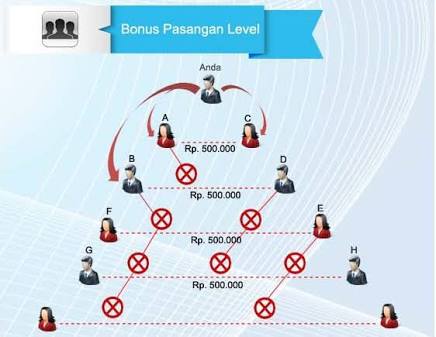 Bonus Pasangan Level
Anda
A
C
Rp. 500.000
B
D
Rp. 500.000
F
E
Rp. 500.000
G
H
Rp. 500.000